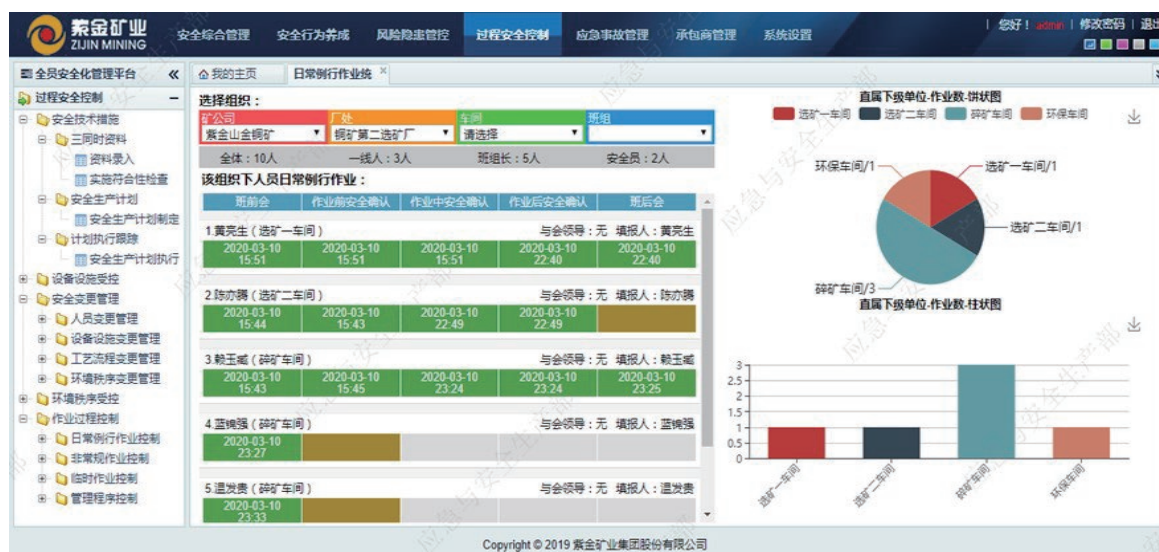 紫金矿业
ZIJIN MINING
安全综合管理 安全行为养成 风险隐患管控 过程安全控制 应急事故管理 承包商管理 系统设置
您好！admin 修改密码 退出
全员安全化管理平台 «
我的主页 日常例行作业统 ×
过程安全控制
安全技术措施
三同时资料
资料录入
实施符合性检查
安全生产计划
安全生产计划制定
计划执行跟踪
安全生产计划执行
设备设施受控
安全变更管理
人员变更管理
设备设施变更管理
工艺流程变更管理
环境秩序变更管理
环境秩序受控
作业过程控制
日常例行作业控制
非常规作业控制
临时作业控制
管理程序控制
选择组织：
矿公司 厂处 车间 班组
紫金山金铜矿 铜矿第二选矿厂 请选择
全体：10人 一线人：3人 班组长：5人 安全员：2人
该组织下人员日常例行作业：
班前会 作业前安全确认 作业中安全确认 作业后安全确认 班后会
1.黄亮生（选矿一车间） 与会领导：无 填报人：黄亮生
2020-03-10 2020-03-10 2020-03-10 2020-03-10 2020-03-10
15:51 15:51 15:51 22:40 22:40
2.陈亦腾（选矿二车间） 与会领导：无 填报人：陈亦腾
2020-03-10 2020-03-10 2020-03-10 2020-03-10
15:44 15:43 22:49 22:49
3.赖玉彧（碎矿车间） 与会领导：无 填报人：赖玉彧
2020-03-10 2020-03-10 2020-03-10 2020-03-10 2020-03-10
15:43 15:45 23:24 23:24 23:25
4.蓝锦强（碎矿车间） 与会领导：无 填报人：蓝锦强
2020-03-10
23:27
5.温发贵（碎矿车间） 与会领导：无 填报人：温发贵
2020-03-10
23:33
直属下级单位-作业数-饼状图
选矿一车间 选矿二车间 碎矿车间 环保车间
环保车间/1 选矿一车间/1
选矿二车间/1
碎矿车间/3
直属下级单位-作业数-柱状图
3
2.5
2
1.5
1
0.5
0
选矿一车间 选矿二车间 碎矿车间 环保车间
Copyright © 2019 紫金矿业集团股份有限公司
应急与安全生产部